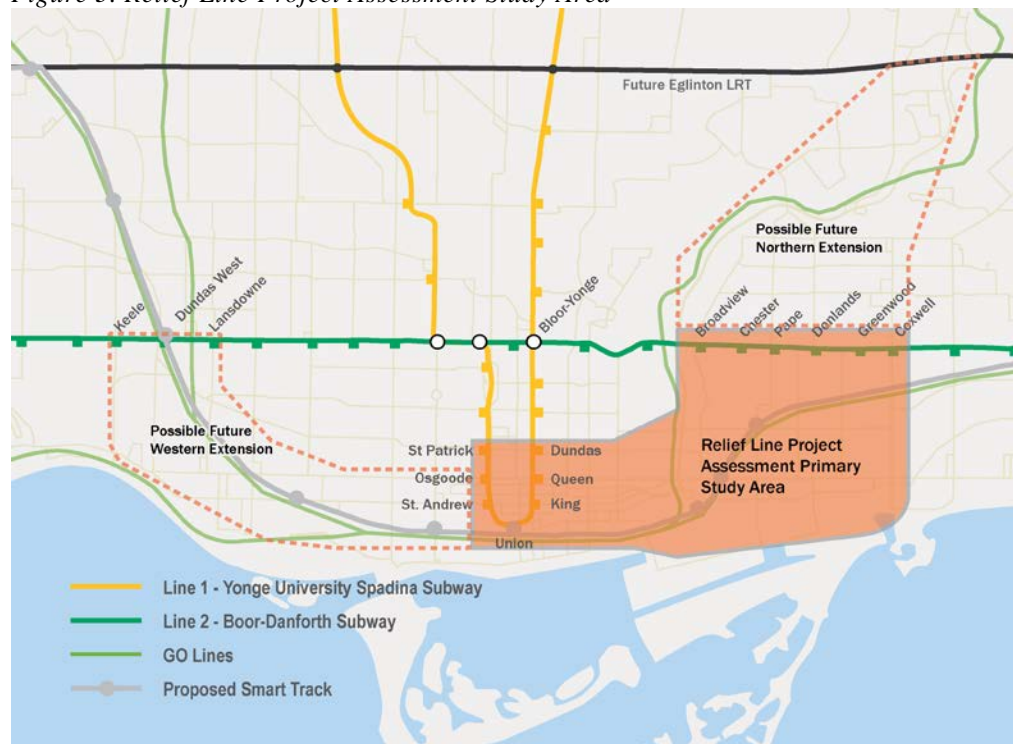 Figure 3: Relief Line Project Assessment Study Area
Future Eglinton LRT
Possible Future
Northern Extension
Keele
Dundas West
Lansdowne
Bloor-Yonge
Broadview
Chester
Pape
Donlands
Greenwood
Coxwell
Possible Future
Western Extension
St Patrick
Dundas
Osgoode
Queen
St. Andrew
King
Union
Relief Line Project
Assessment Primary
Study Area
Line 1 - Yonge University Spadina Subway
Line 2 - Boor-Danforth Subway
GO Lines
Proposed Smart Track